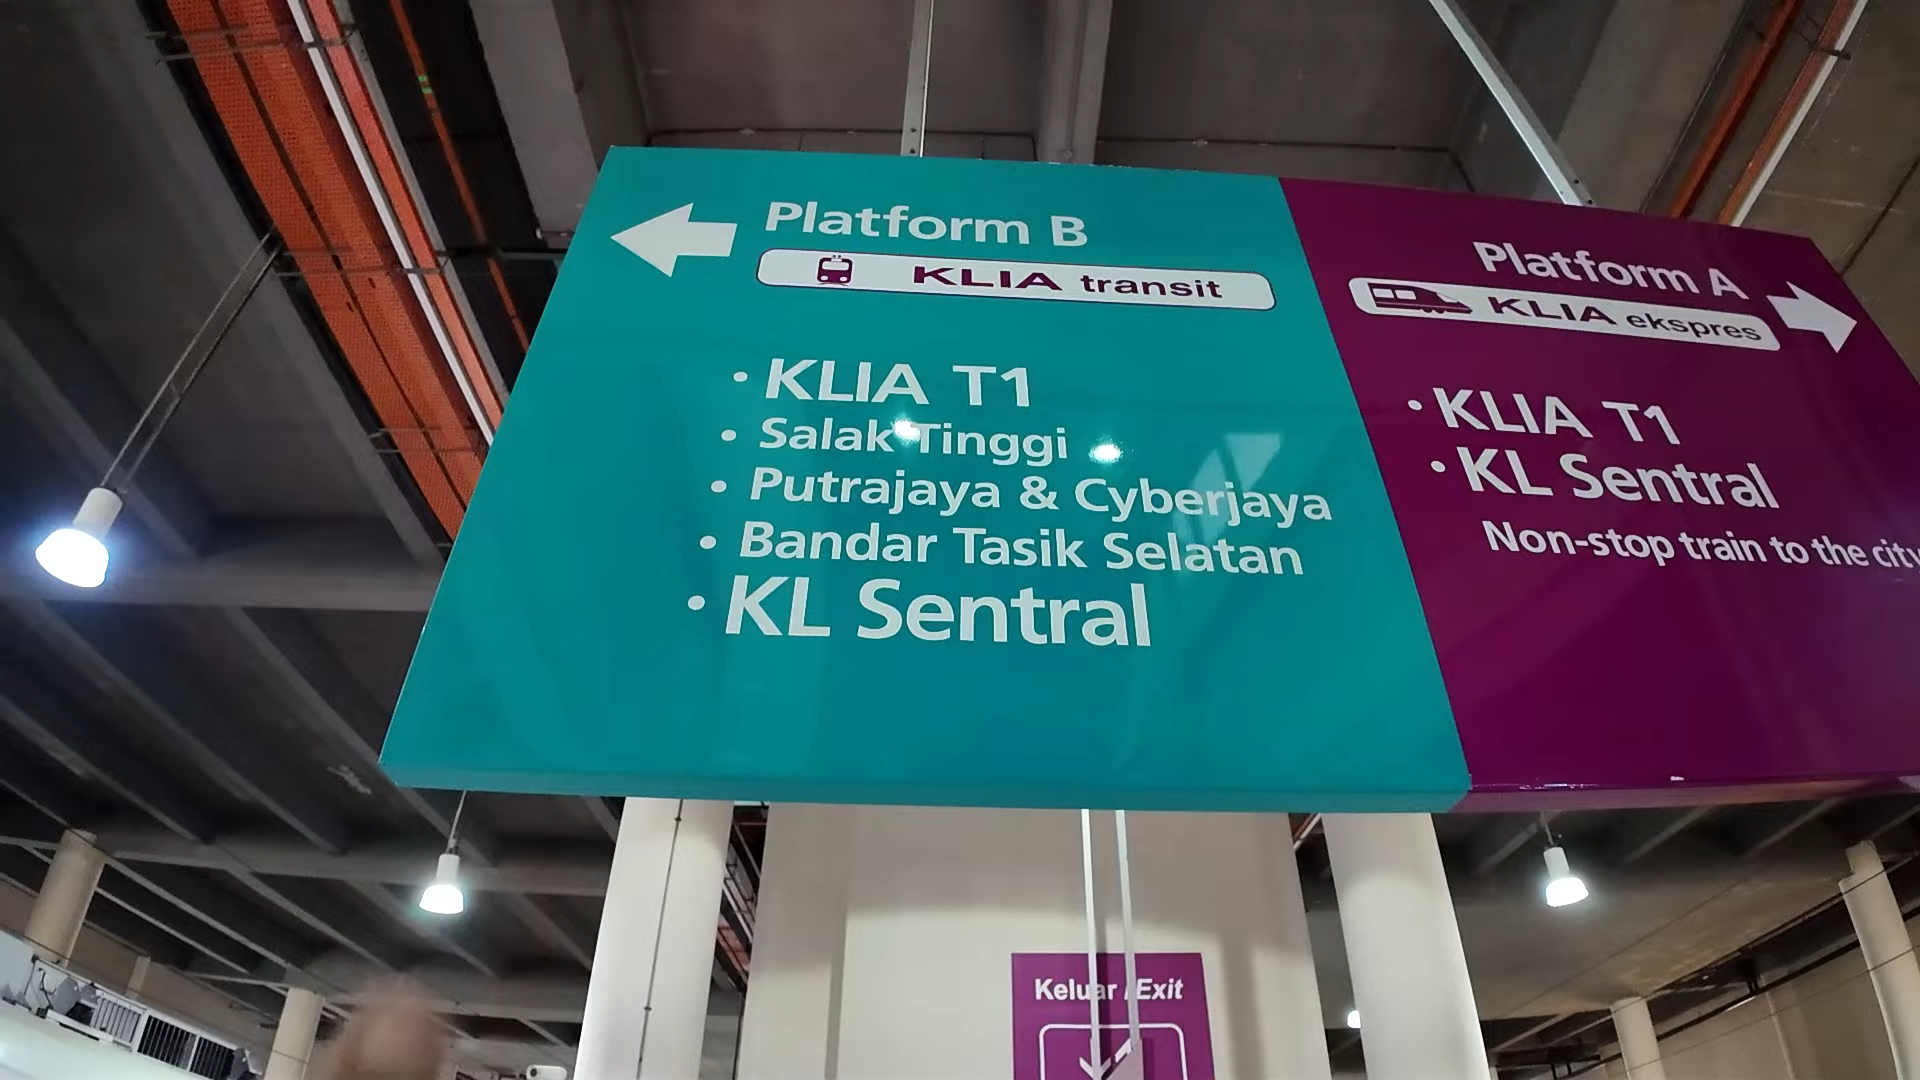 Platform B
KLIA transit
• KLIA T1
• Salak Tinggi
• Putrajaya & Cyberjaya
• Bandar Tasik Selatan
• KL Sentral
Platform A
KLIA ekspres
• KLIA T1
• KL Sentral
Non-stop train to the city
Keluar / Exit